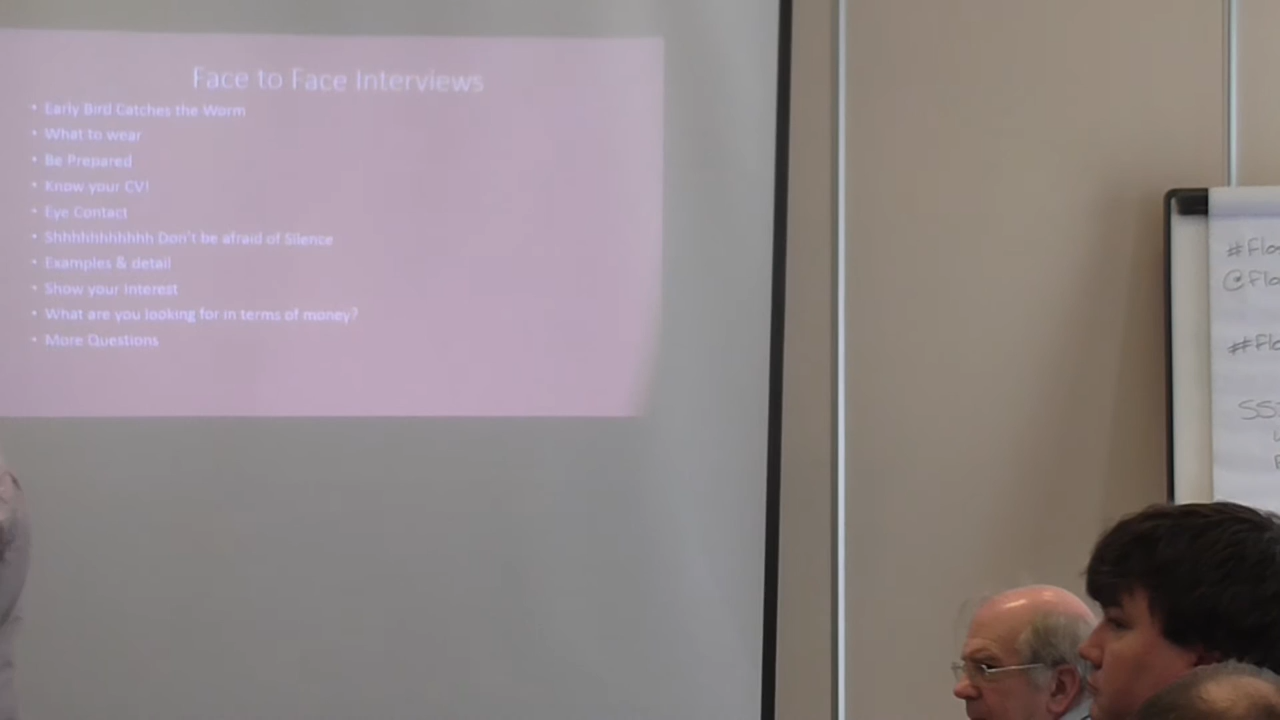 Face to Face Interviews
• Early Bird Catches the Worm
• What to wear
• Be Prepared
• Know your CV!
• Eye Contact
• Shhhhhhhhhhh Don't be afraid of Silence
• Examples & detail
• Show your Interest
• What are you looking for in terms of money?
• More Questions